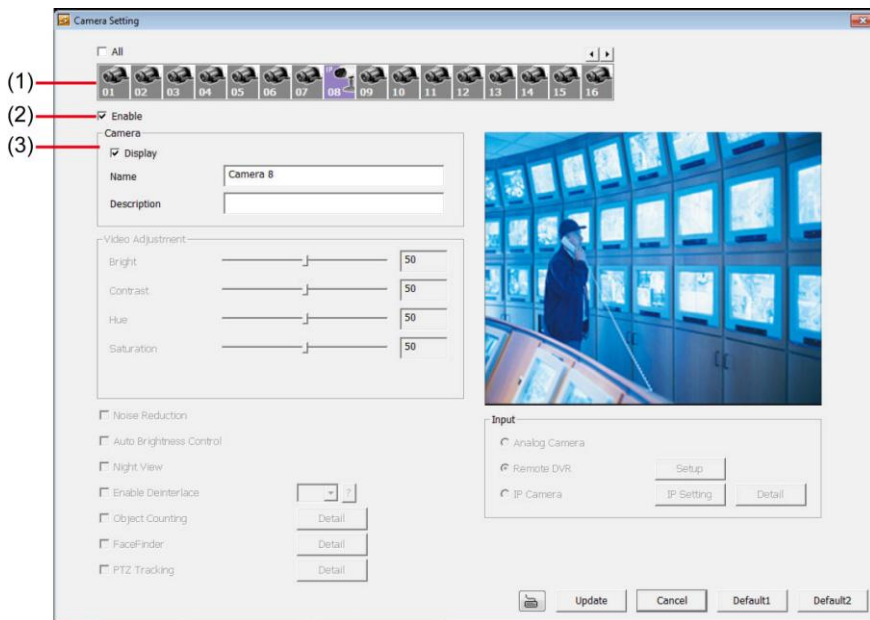 Camera Setting
All
(1)
01 02 03 04 05 06 07 IP 08 09 10 11 12 13 14 15 16
(2) Enable
(3) Camera
Display
Name Camera 8
Description
Video Adjustment
Bright 50
Contrast 50
Hue 50
Saturation 50
Noise Reduction
Auto Brightness Control
Night View
Enable Deinterlace ?
Object Counting Detail
FaceFinder Detail
PTZ Tracking Detail
Input
Analog Camera
Remote DVR Setup
IP Camera IP Setting Detail
Update Cancel Default1 Default2